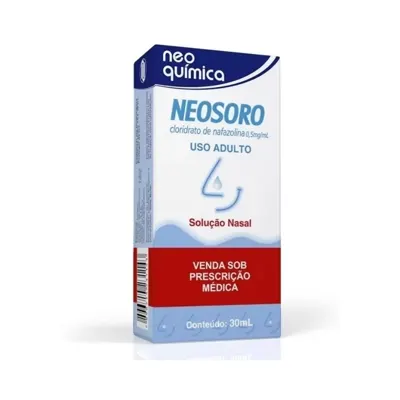 neo
química
NEOSORO
cloridrato de nafazolina 0,5mg/mL
USO ADULTO
Solução Nasal
VENDA SOB
PRESCRIÇÃO
MÉDICA
Conteúdo: 30mL